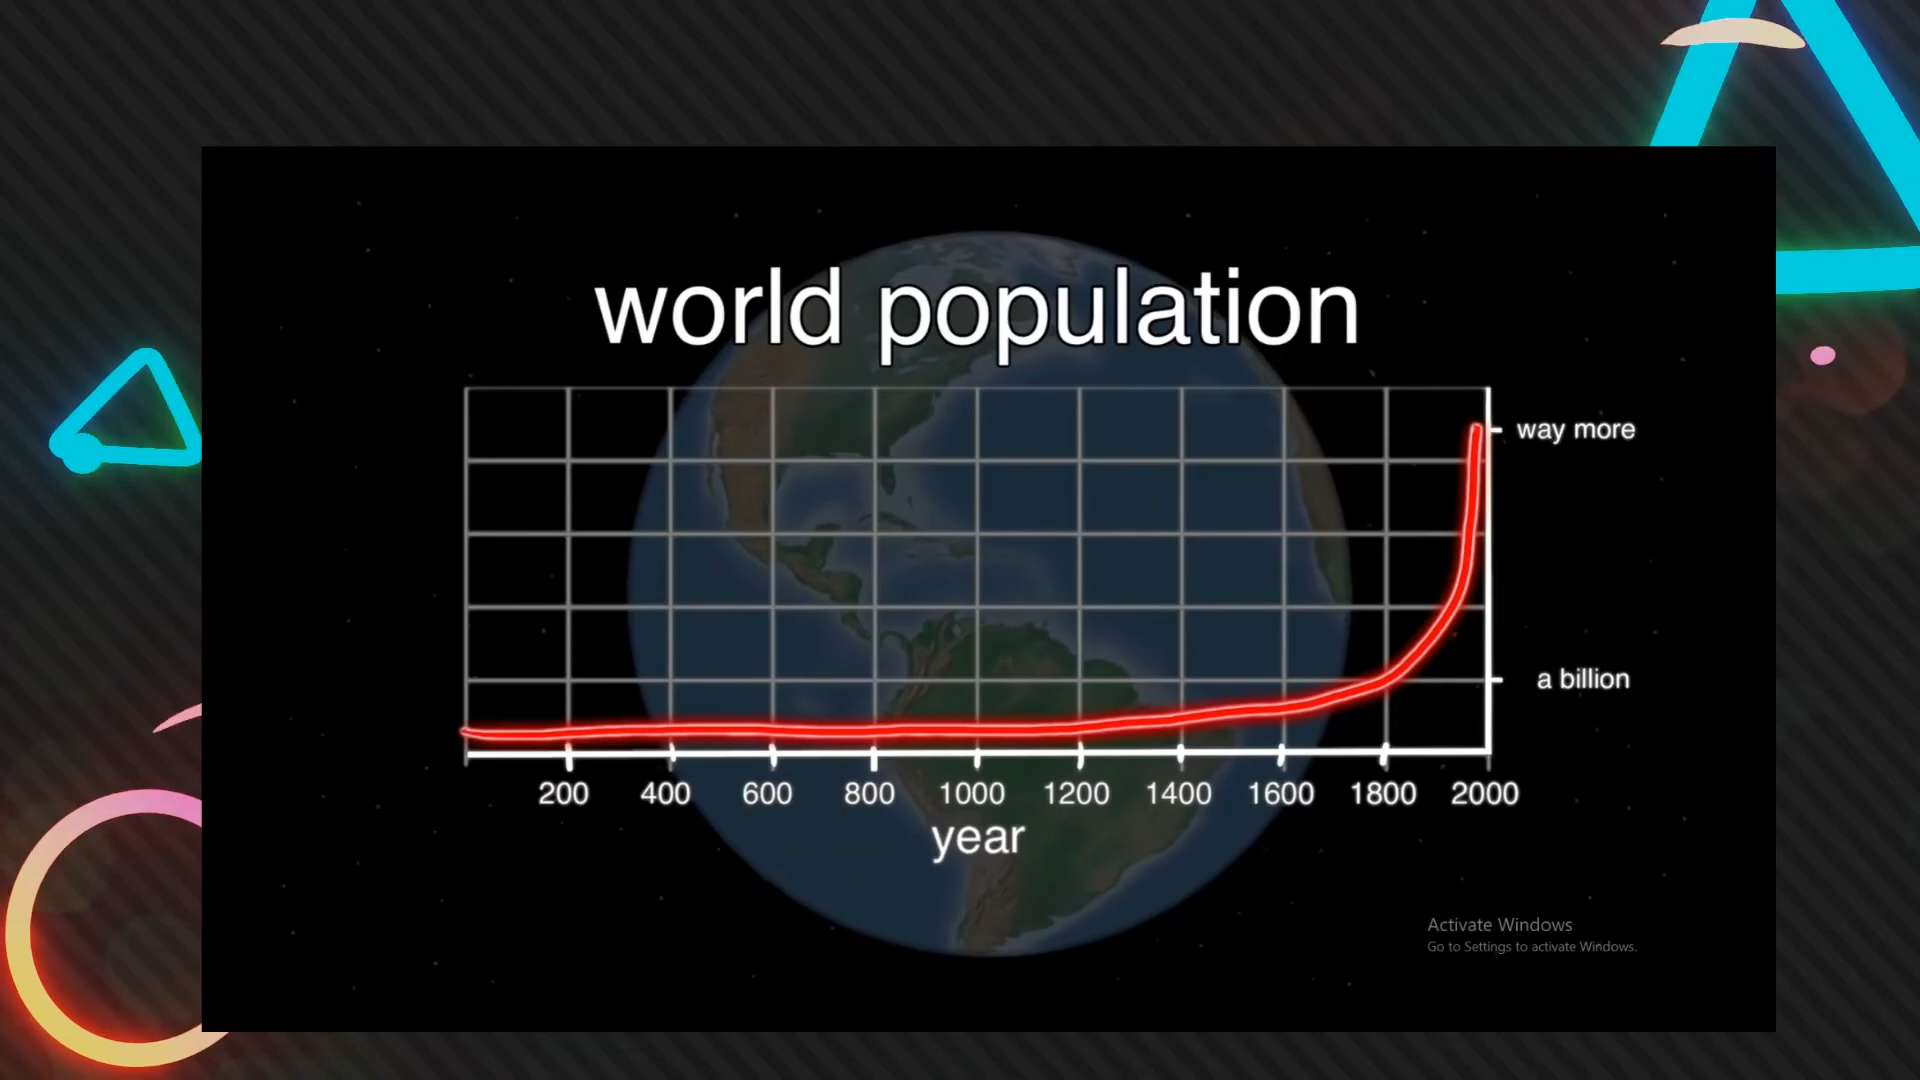 world population
way more
a billion
200 400 600 800 1000 1200 1400 1600 1800 2000
year
Activate Windows
Go to Settings to activate Windows.